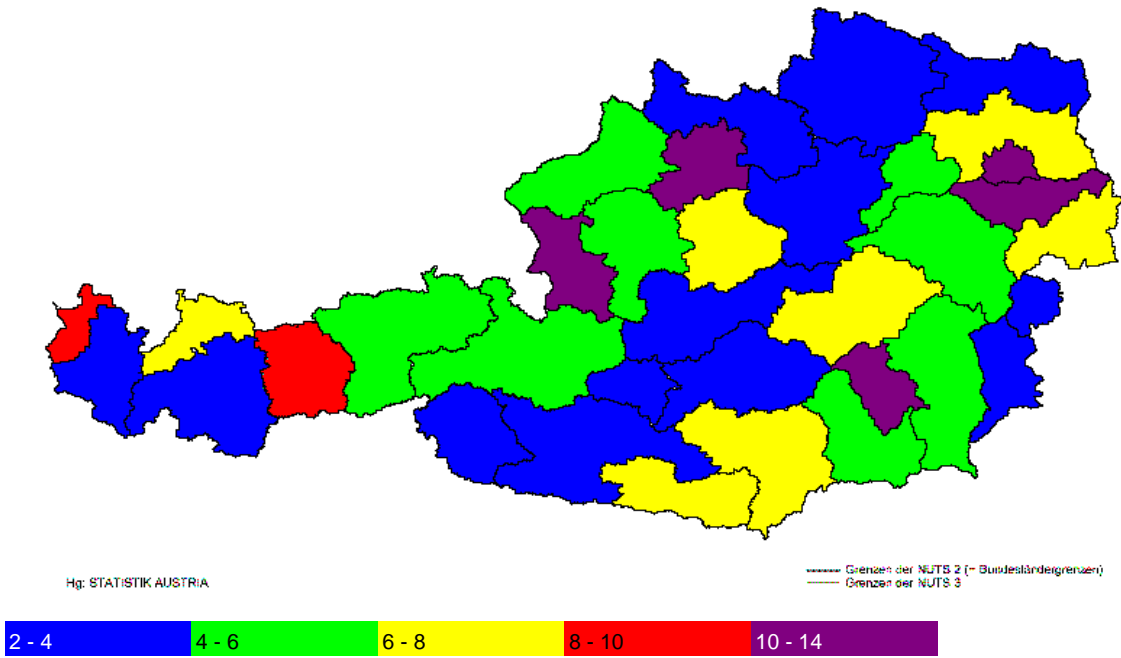 Hg: STATISTIK AUSTRIA
Grenzen der NUTS 2 (= Bundesländergrenzen)
Grenzen der NUTS 3
2 - 4 4 - 6 6 - 8 8 - 10 10 - 14